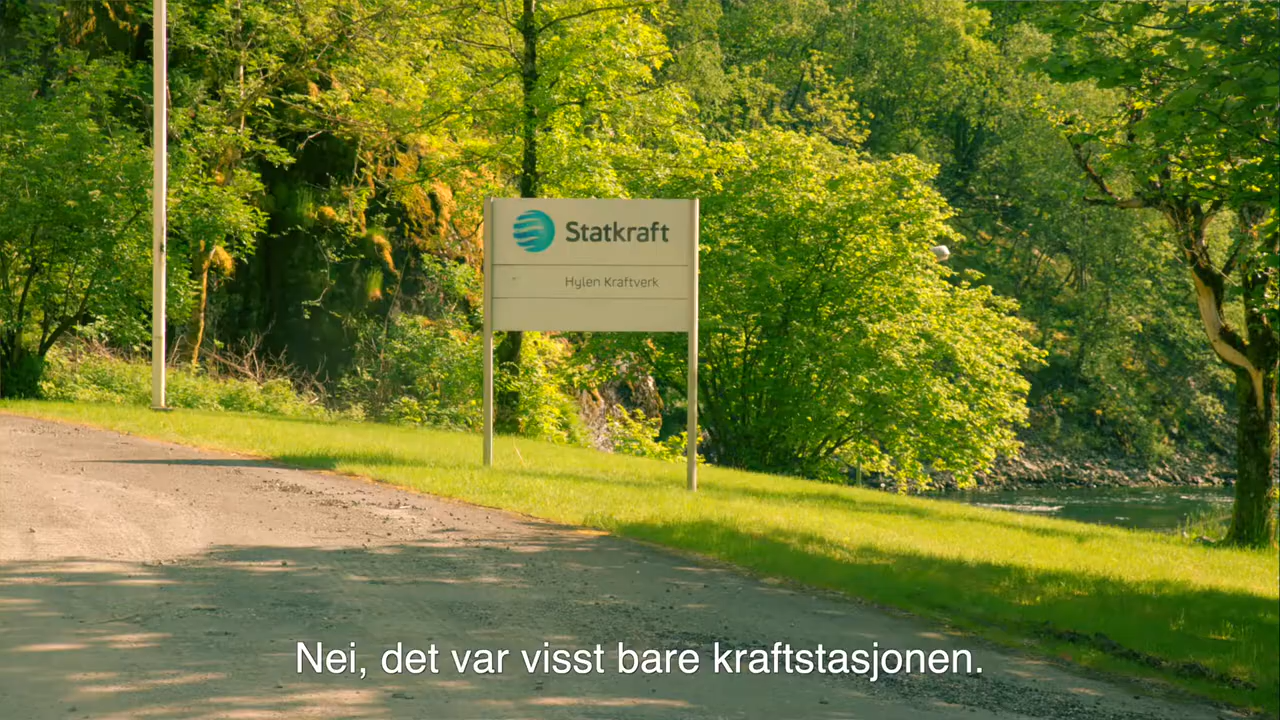 Statkraft
Hylen Kraftverk
Nei, det var visst bare kraftstasjonen.